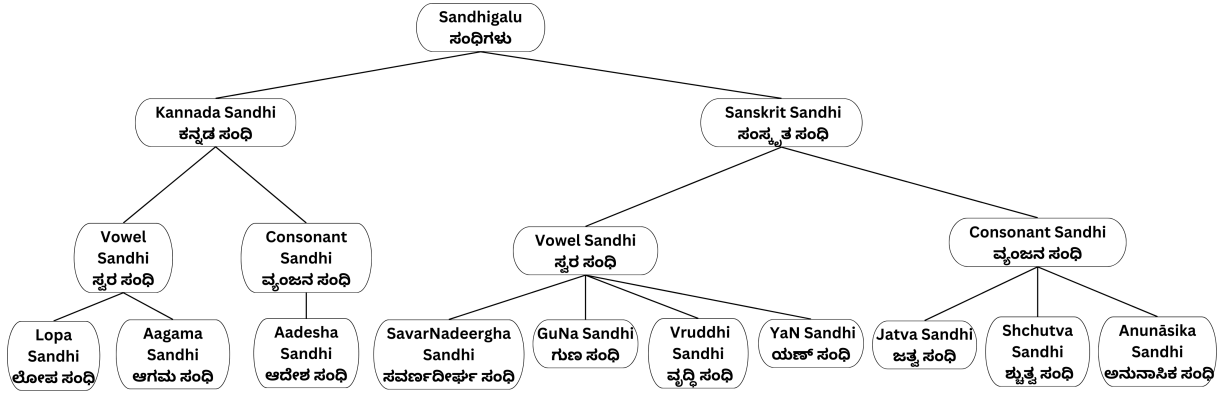 Sandhigalu
ಸಂಧಿಗಳು
Kannada Sandhi
ಕನ್ನಡ ಸಂಧಿ
Sanskrit Sandhi
ಸಂಸ್ಕೃತ ಸಂಧಿ
Vowel
Sandhi
ಸ್ವರ ಸಂಧಿ
Consonant
Sandhi
ವ್ಯಂಜನ ಸಂಧಿ
Vowel Sandhi
ಸ್ವರ ಸಂಧಿ
Consonant Sandhi
ವ್ಯಂಜನ ಸಂಧಿ
Lopa
Sandhi
ಲೋಪ ಸಂಧಿ
Aagama
Sandhi
ಆಗಮ ಸಂಧಿ
Aadesha
Sandhi
ಆದೇಶ ಸಂಧಿ
SavarNadeergha
Sandhi
ಸವರ್ಣದೀರ್ಘ ಸಂಧಿ
GuNa Sandhi
ಗುಣ ಸಂಧಿ
Vruddhi
Sandhi
ವೃದ್ಧಿ ಸಂಧಿ
YaN Sandhi
ಯಣ್ ಸಂಧಿ
Jatva Sandhi
ಜತ್ವ ಸಂಧಿ
Shchutva
Sandhi
ಶ್ಚುತ್ವ ಸಂಧಿ
Anunāsika
Sandhi
ಅನುನಾಸಿಕ ಸಂಧಿ